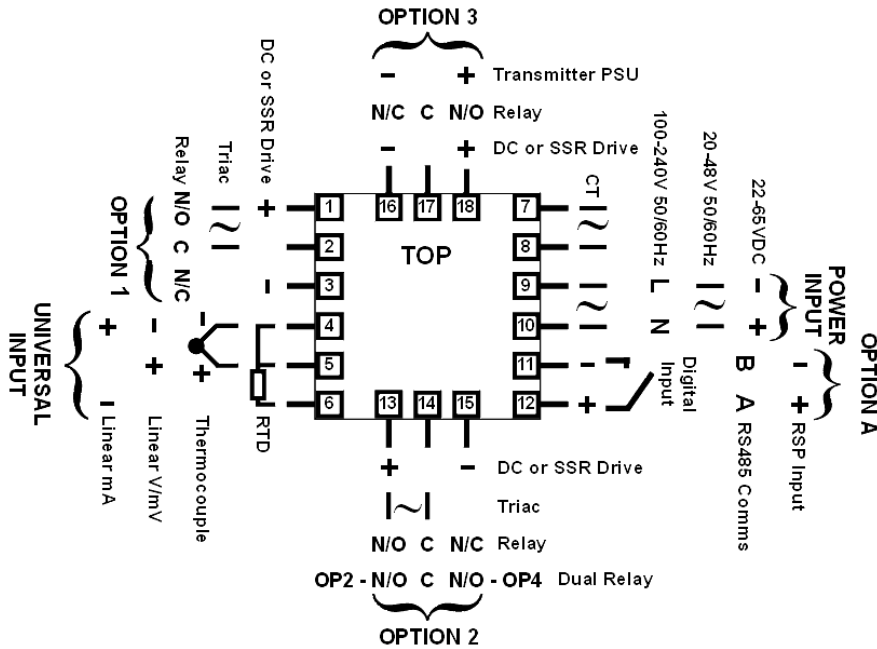 OPTION 3
- + Transmitter PSU
N/C C N/O Relay
- + DC or SSR Drive
DC or SSR Drive
+
-
Triac
~
Relay N/O C N/C
OPTION 1
1
2
3
4
5
6
16 17 18
TOP
13 14 15
7
8
9
10
11
12
CT
~
100-240V 50/60Hz
L N
20-48V 50/60Hz
~
22-65VDC
- +
POWER
INPUT
- +
Digital
Input
B A RS485 Comms
- + RSP Input
OPTION A
RTD
- + Thermocouple
- + Linear V/mV
+ - Linear mA
UNIVERSAL
INPUT
+ - DC or SSR Drive
~ Triac
N/O C N/C Relay
OP2 - N/O C N/O - OP4 Dual Relay
OPTION 2